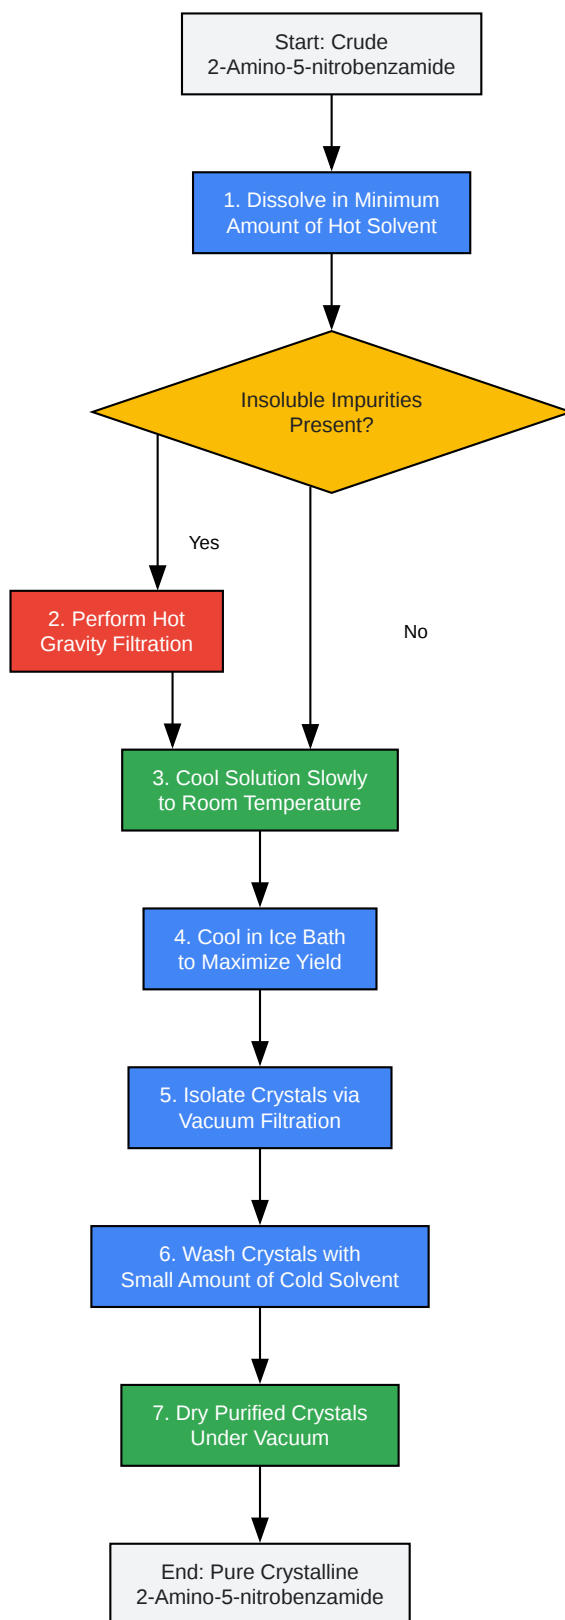 Start: Crude
2-Amino-5-nitrobenzamide
1. Dissolve in Minimum
Amount of Hot Solvent
Insoluble Impurities
Present?
Yes
2. Perform Hot
Gravity Filtration
No
3. Cool Solution Slowly
to Room Temperature
4. Cool in Ice Bath
to Maximize Yield
5. Isolate Crystals via
Vacuum Filtration
6. Wash Crystals with
Small Amount of Cold Solvent
7. Dry Purified Crystals
Under Vacuum
End: Pure Crystalline
2-Amino-5-nitrobenzamide